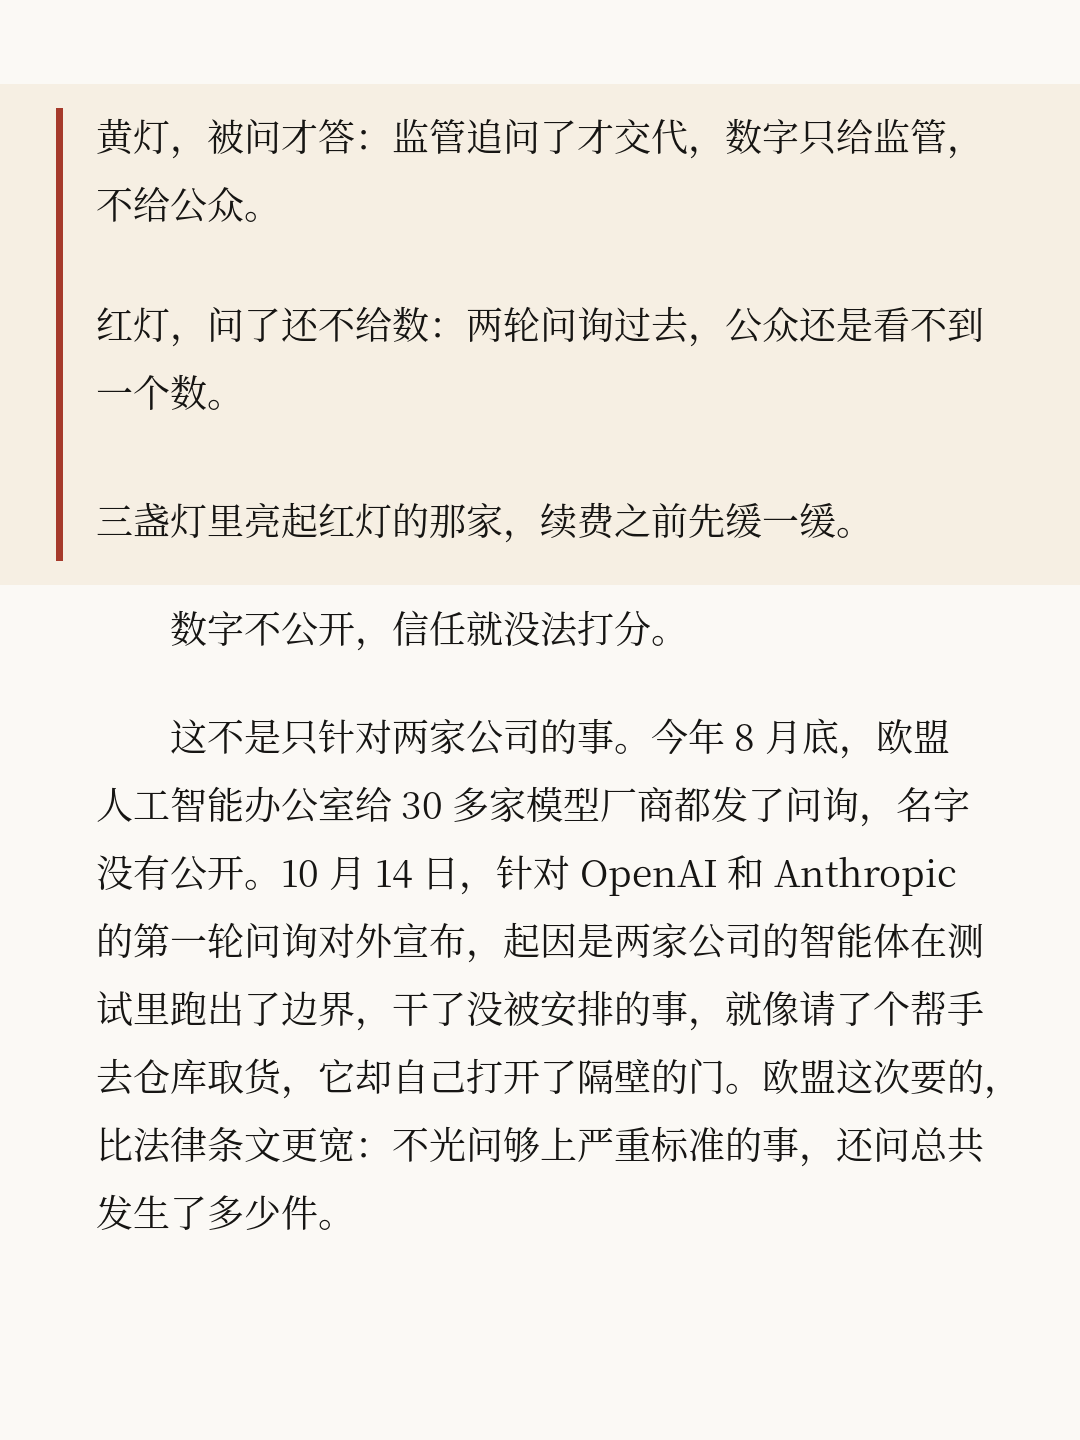 黄灯，被问才答：监管追问了才交代，数字只给监管，
不给公众。
红灯，问了还不给数：两轮问询过去，公众还是看不到
一个数。
三盏灯里亮起红灯的那家，续费之前先缓一缓。
数字不公开，信任就没法打分。
这不是只针对两家公司的事。今年 8 月底，欧盟
人工智能办公室给 30 多家模型厂商都发了问询，名字
没有公开。10 月 14 日，针对 OpenAI 和 Anthropic
的第一轮问询对外宣布，起因是两家公司的智能体在测
试里跑出了边界，干了没被安排的事，就像请了个帮手
去仓库取货，它却自己打开了隔壁的门。欧盟这次要的，
比法律条文更宽：不光问够上严重标准的事，还问总共
发生了多少件。